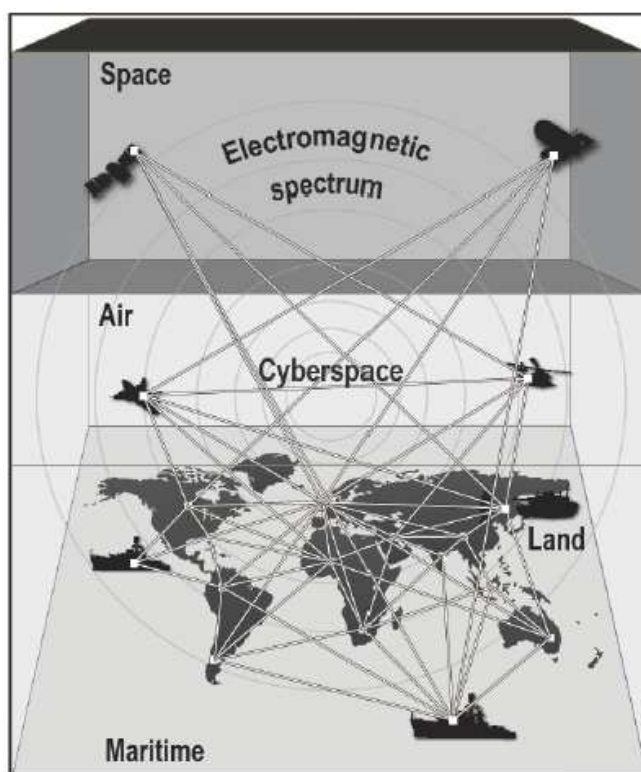 Space
Electromagnetic
spectrum
Air
Cyberspace
Land
Maritime